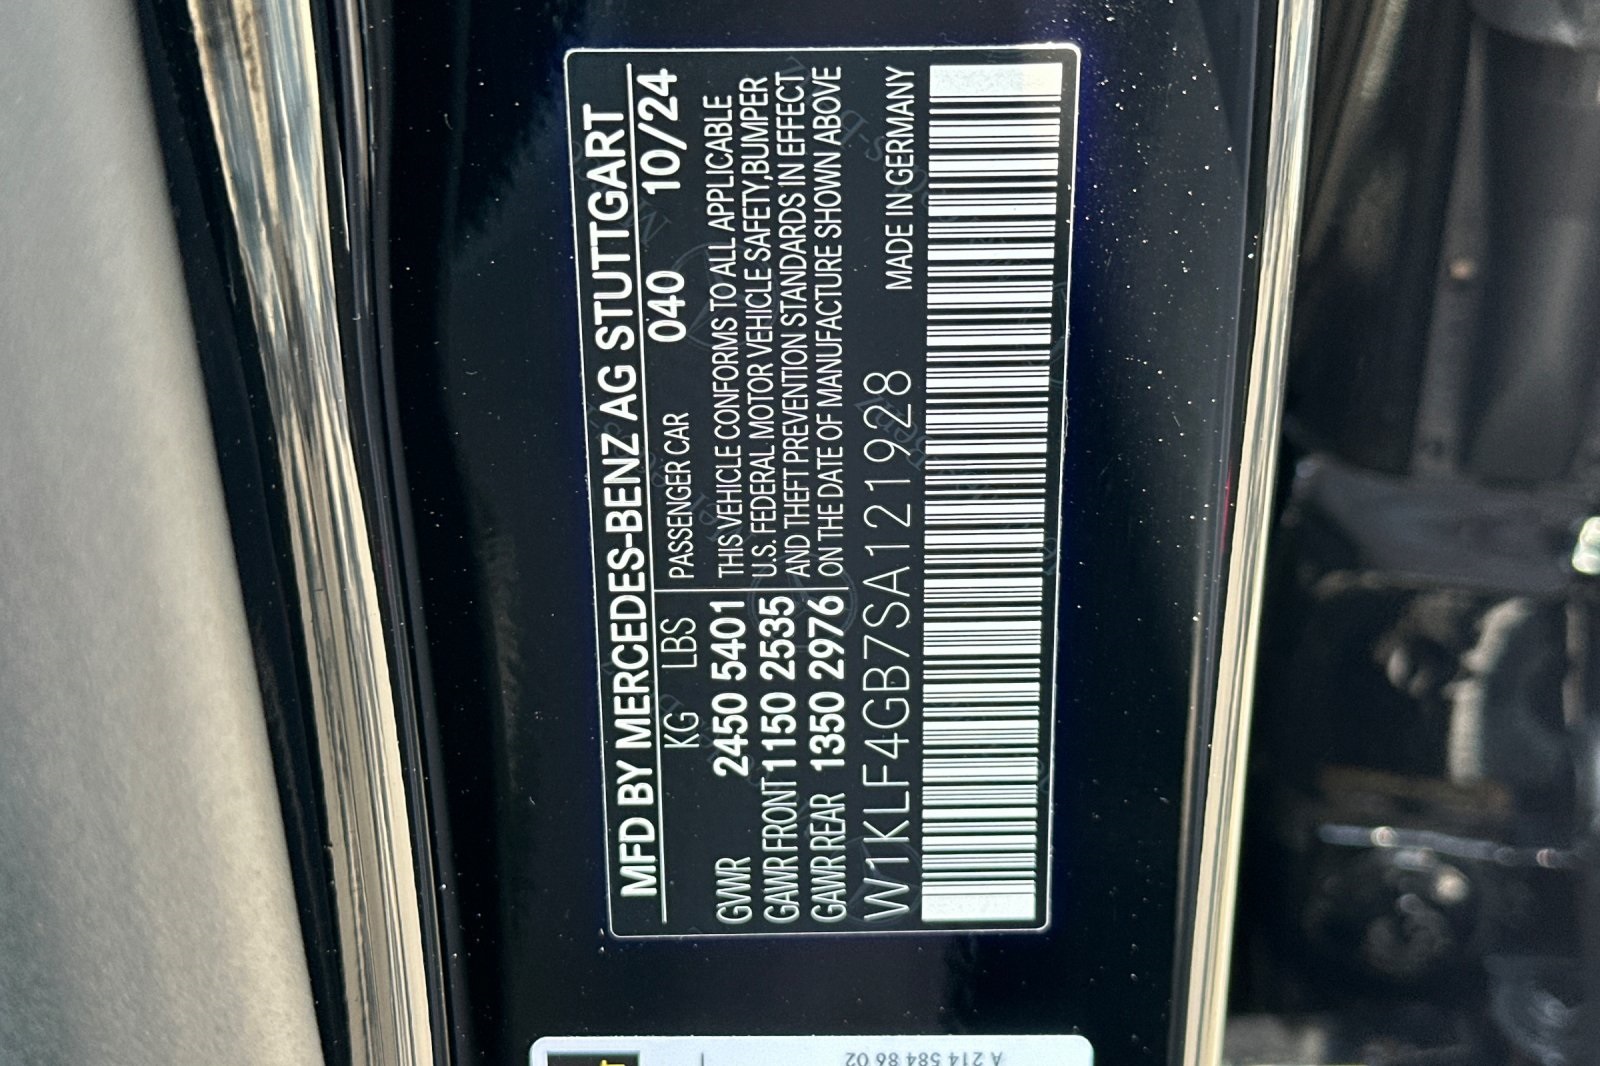 MFD BY MERCEDES-BENZ AG STUTTGART
KG LBS 040 10/24
PASSENGER CAR
GVWR 2450 5401 THIS VEHICLE CONFORMS TO ALL APPLICABLE
GAWR FRONT 1150 2535 U.S. FEDERAL MOTOR VEHICLE SAFETY,BUMPER
AND THEFT PREVENTION STANDARDS IN EFFECT
GAWR REAR 1350 2976 ON THE DATE OF MANUFACTURE SHOWN ABOVE
W1KLF4GB7SA121928 MADE IN GERMANY
A 214 584 86 02